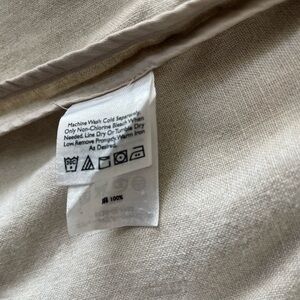 Machine Wash Cold Separately.
Only Non-Chlorine Bleach When
Needed. Line Dry Or Tumble Dry
Low. Remove Promptly. Warm Iron
As Desired.
100%